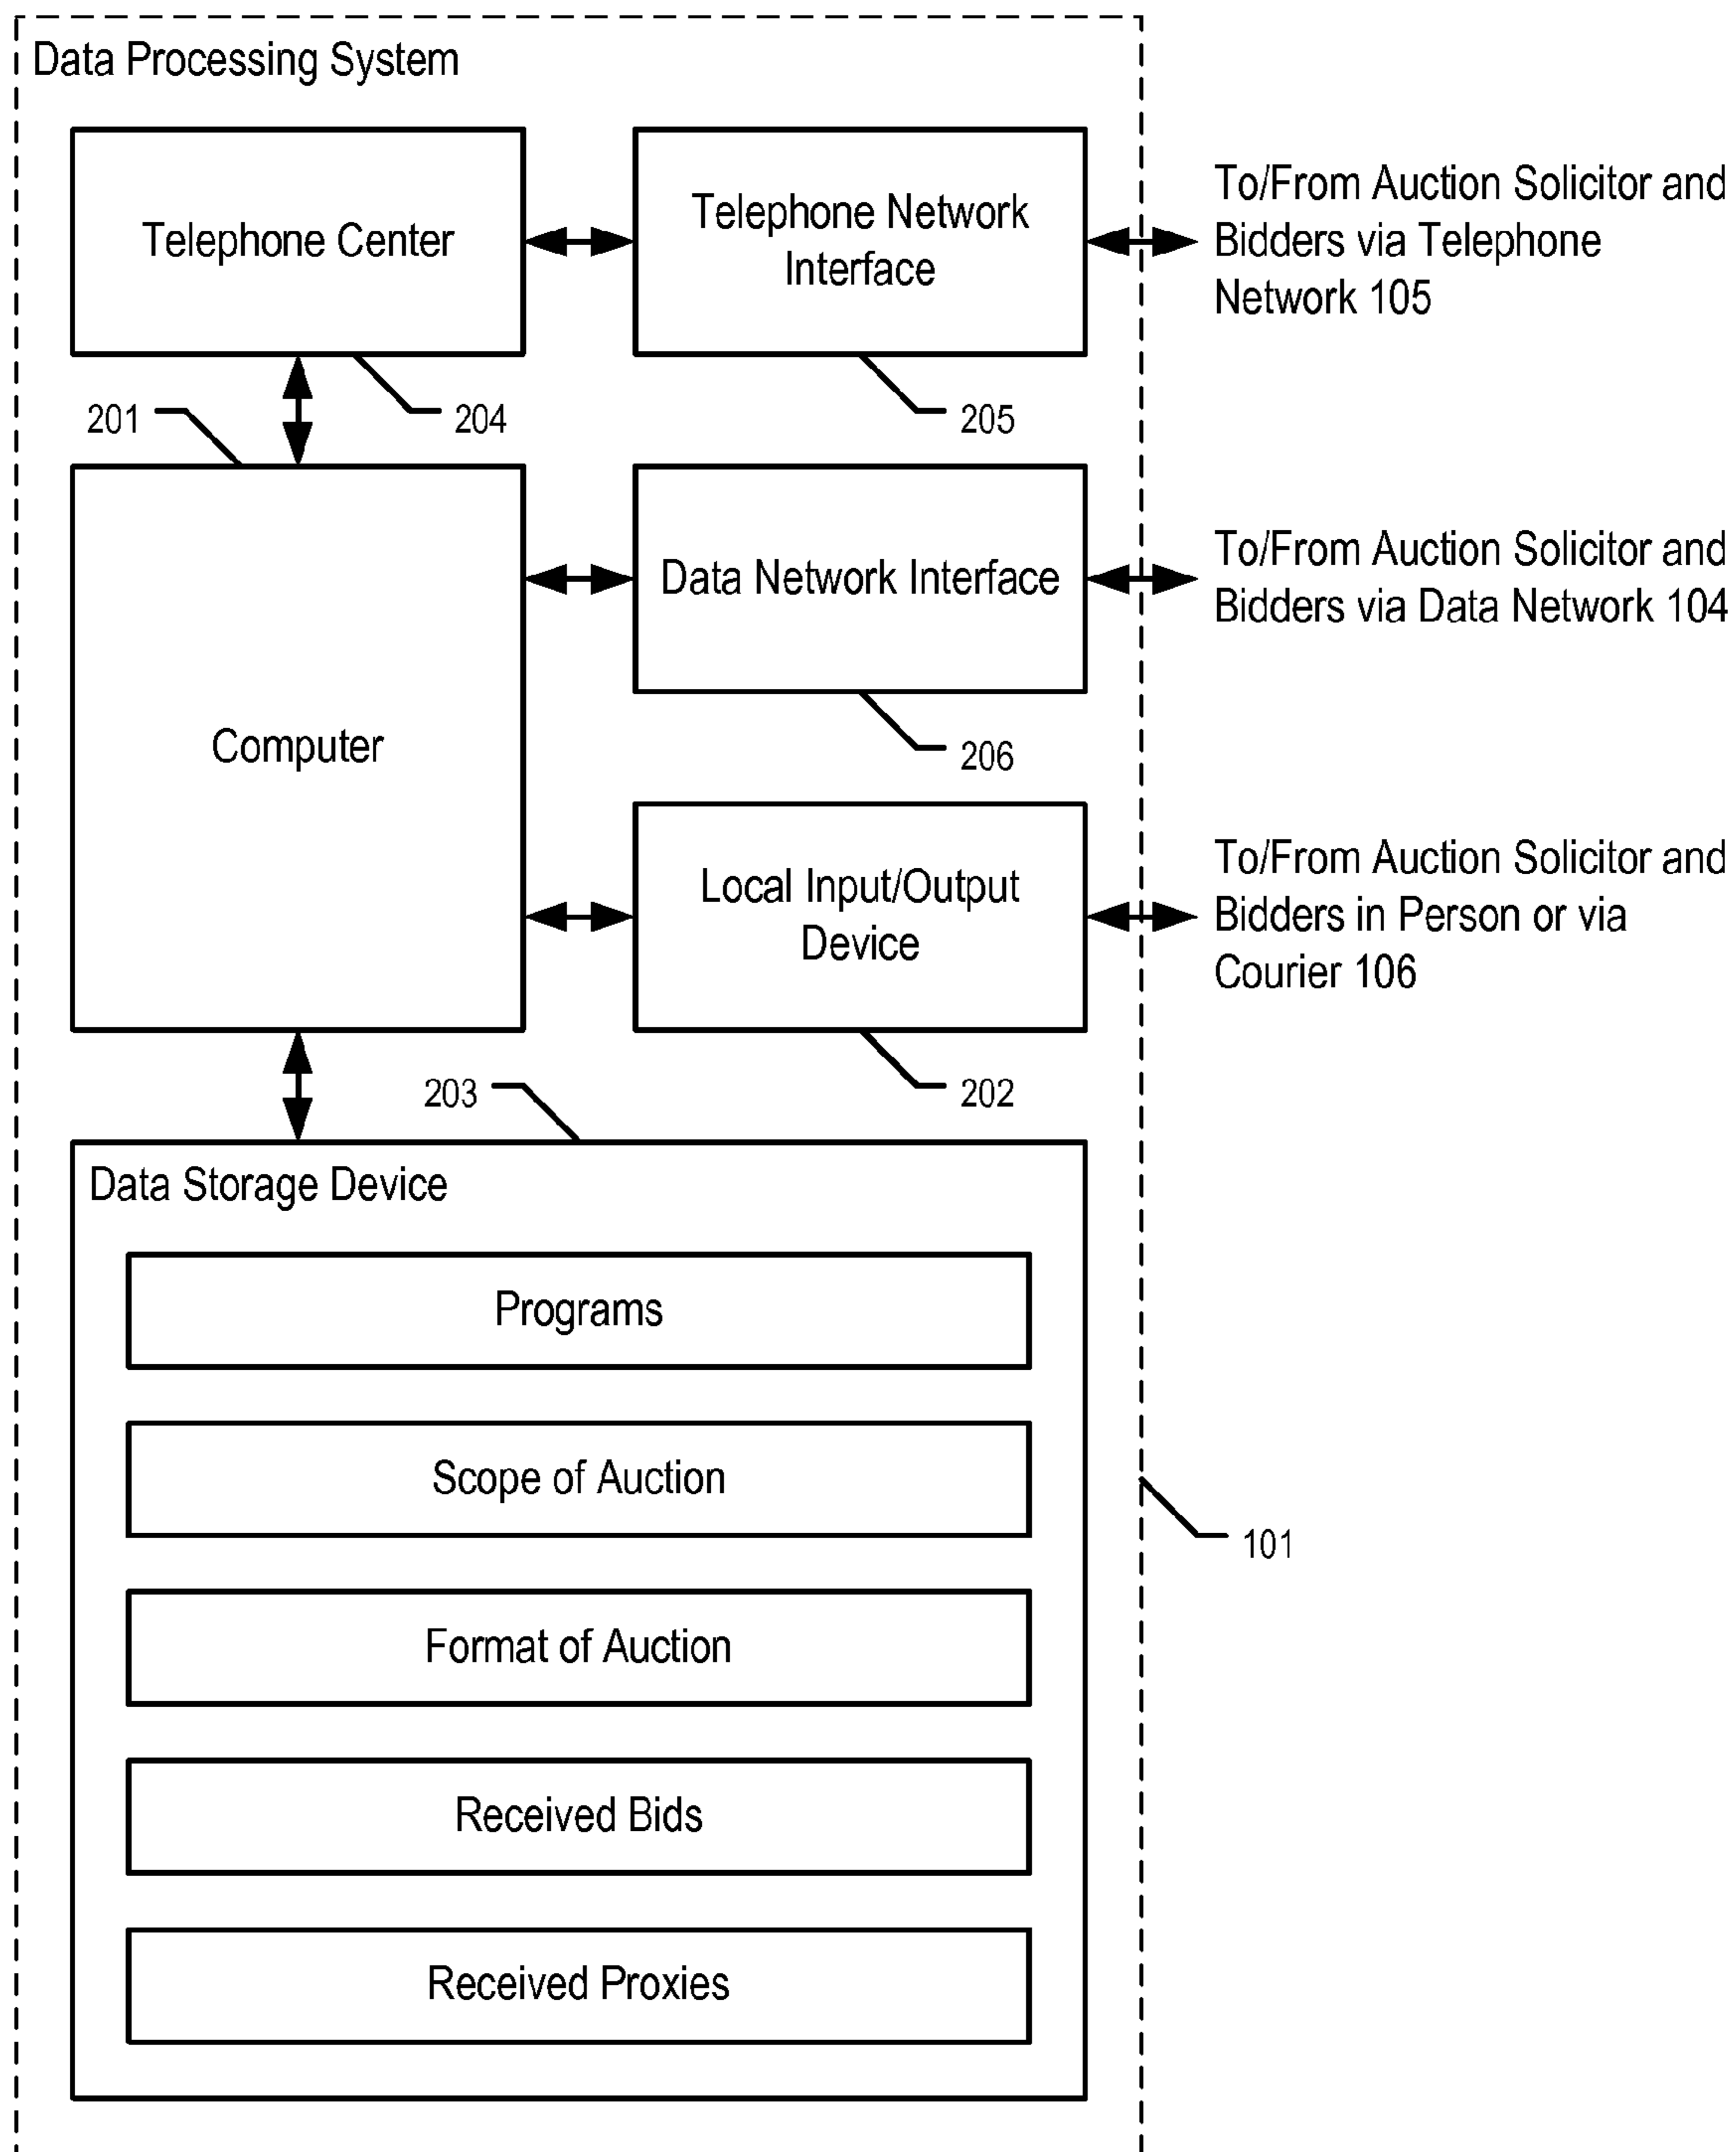 Data Processing System
Telephone Center
Telephone Network
Interface
To/From Auction Solicitor and
Bidders via Telephone
Network 105
201
204
205
Computer
Data Network Interface
To/From Auction Solicitor and
Bidders via Data Network 104
206
Local Input/Output
Device
To/From Auction Solicitor and
Bidders in Person or via
Courier 106
203
202
Data Storage Device
Programs
Scope of Auction
101
Format of Auction
Received Bids
Received Proxies